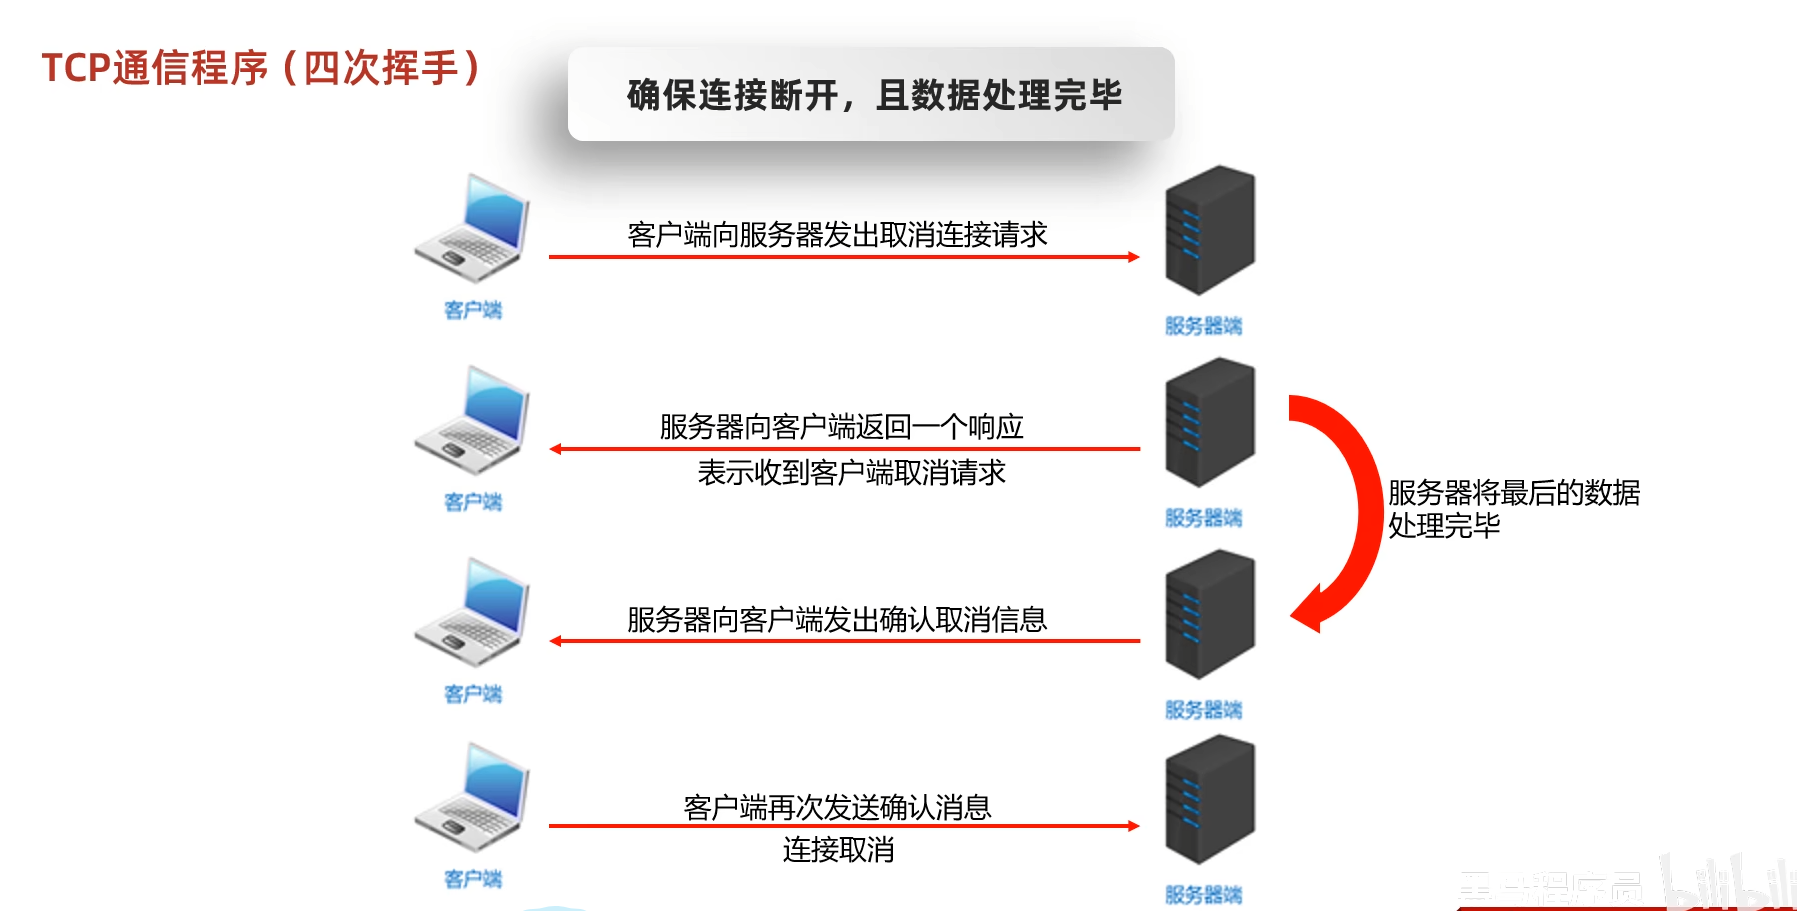 TCP通信程序（四次挥手）
确保连接断开，且数据处理完毕
客户端向服务器发出取消连接请求
客户端
服务器端
服务器向客户端返回一个响应
表示收到客户端取消请求
客户端
服务器端
服务器将最后的数据
处理完毕
服务器向客户端发出确认取消信息
客户端
服务器端
客户端再次发送确认消息
连接取消
客户端
服务器端
黑马程序员 bilibili